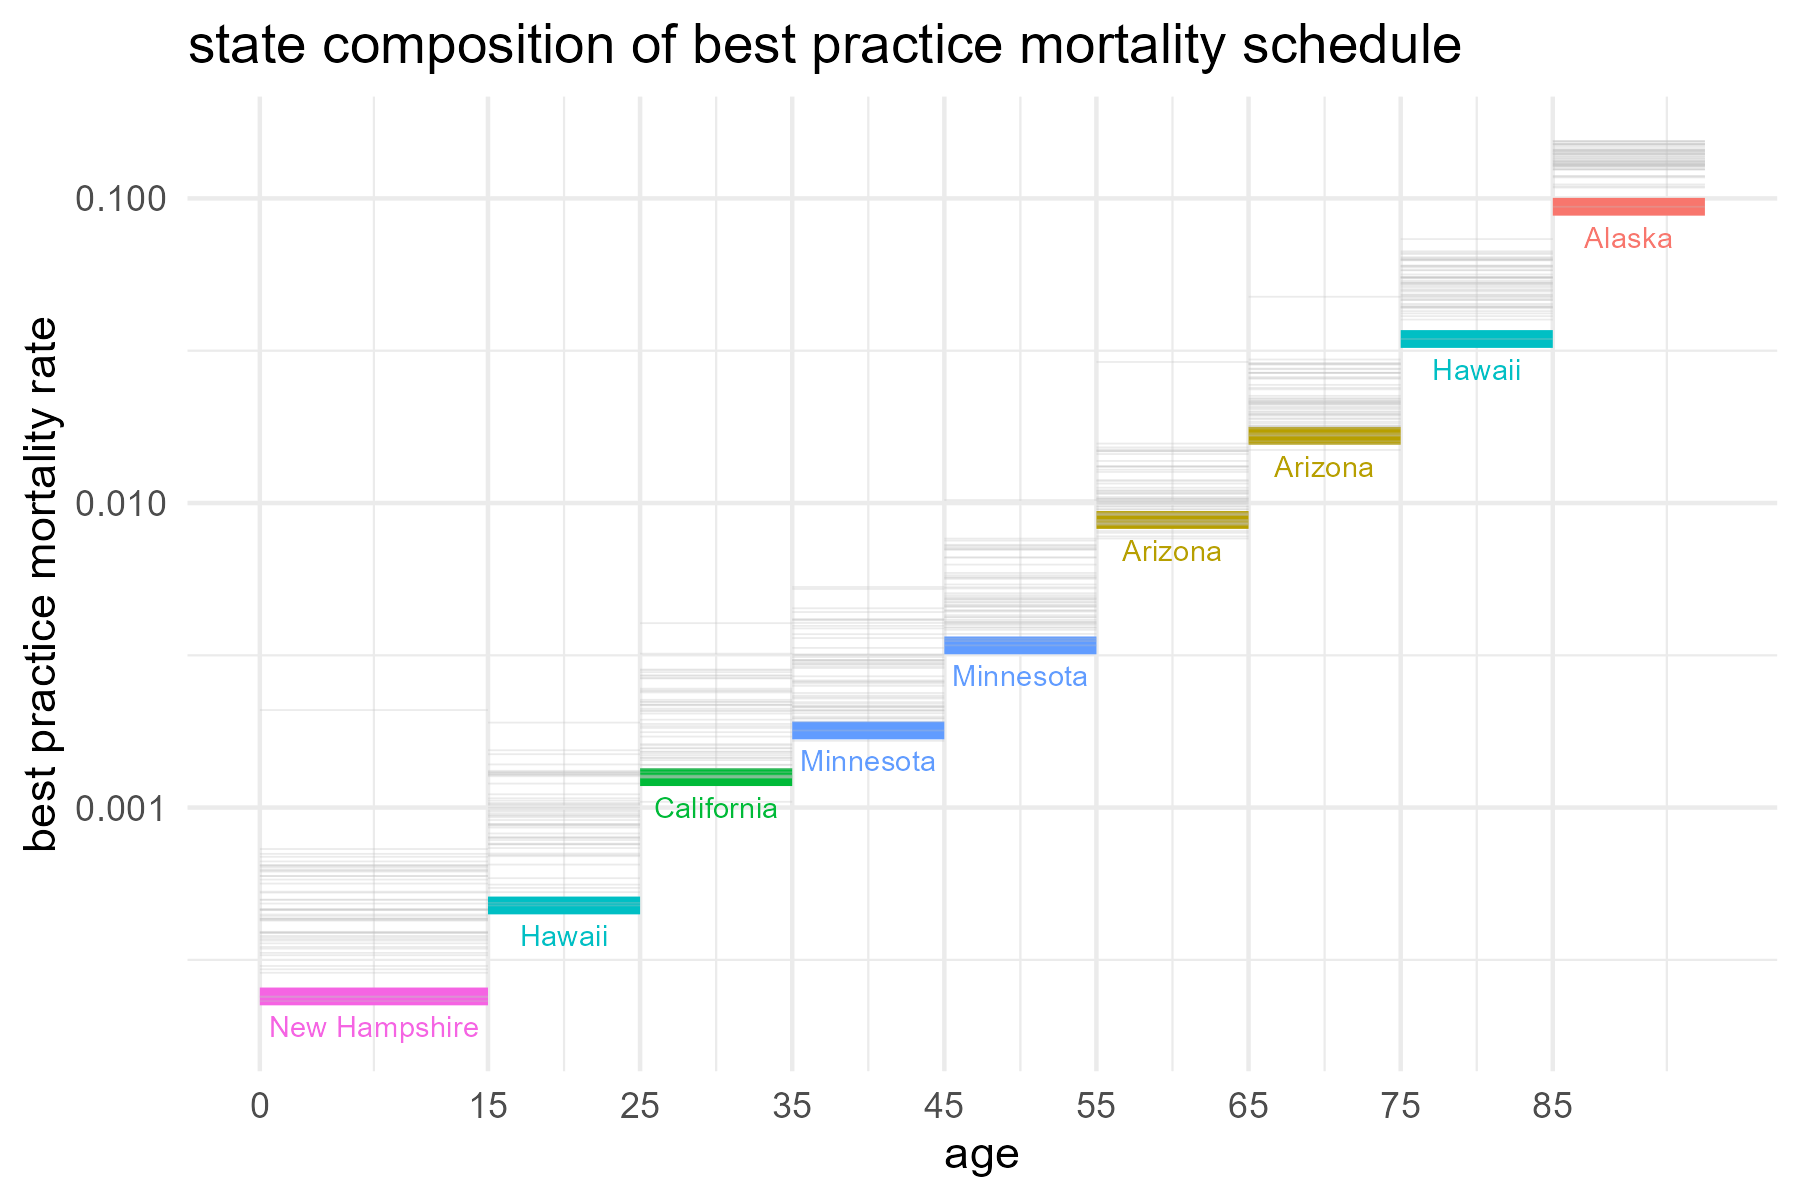 state composition of best practice mortality schedule
best practice mortality rate
0.100
0.010
0.001
Alaska
Hawaii
Arizona
Arizona
Minnesota
Minnesota
California
Hawaii
New Hampshire
0 15 25 35 45 55 65 75 85
age